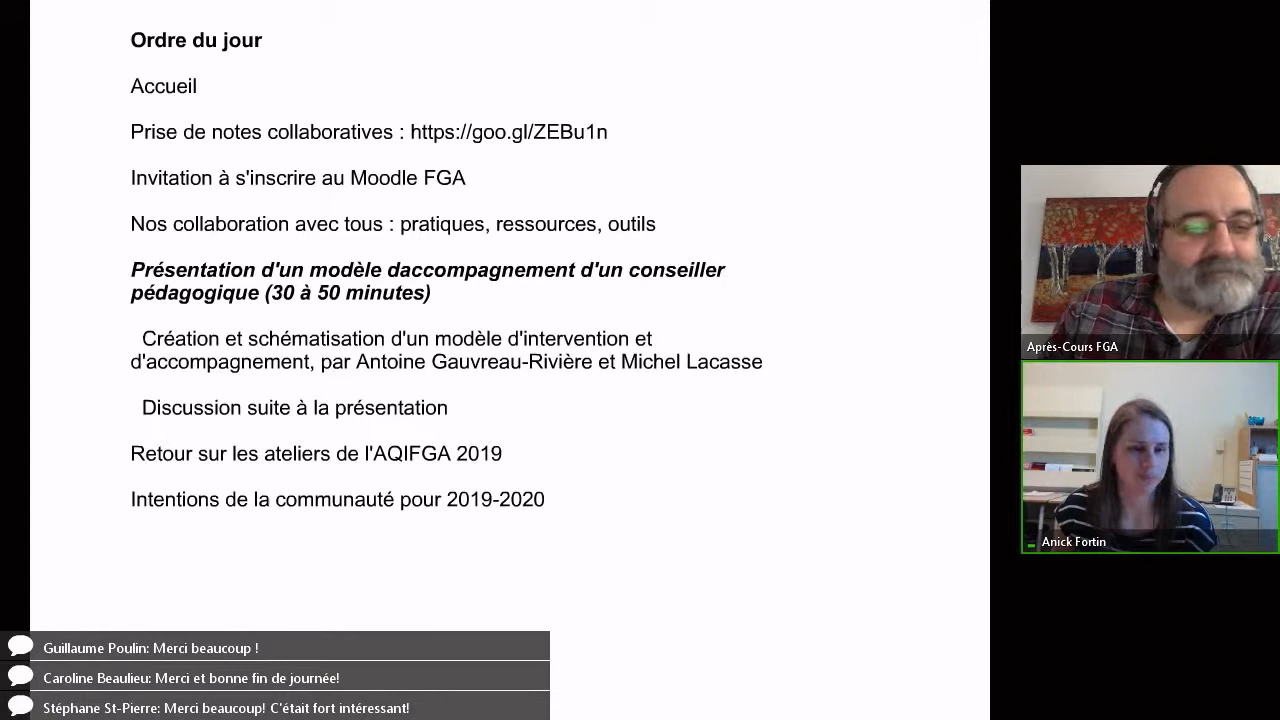 Ordre du jour
Accueil
Prise de notes collaboratives : https://goo.gl/ZEBu1n
Invitation à s'inscrire au Moodle FGA
Nos collaboration avec tous : pratiques, ressources, outils
Présentation d'un modèle daccompagnement d'un conseiller
pédagogique (30 à 50 minutes)
Création et schématisation d'un modèle d'intervention et
d'accompagnement, par Antoine Gauvreau-Rivière et Michel Lacasse
Discussion suite à la présentation
Retour sur les ateliers de l'AQIFGA 2019
Intentions de la communauté pour 2019-2020
Après-Cours FGA
Anick Fortin
Guillaume Poulin: Merci beaucoup !
Caroline Beaulieu: Merci et bonne fin de journée!
Stéphane St-Pierre: Merci beaucoup! C'était fort intéressant!